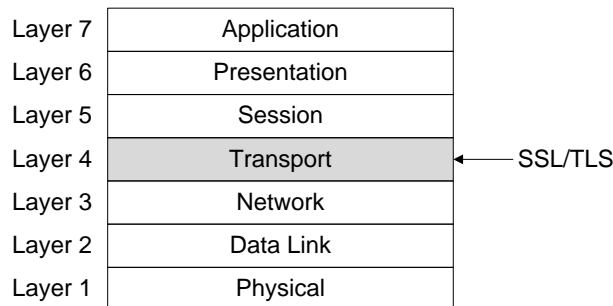 Layer 7 Application
Layer 6 Presentation
Layer 5 Session
Layer 4 Transport SSL/TLS
Layer 3 Network
Layer 2 Data Link
Layer 1 Physical